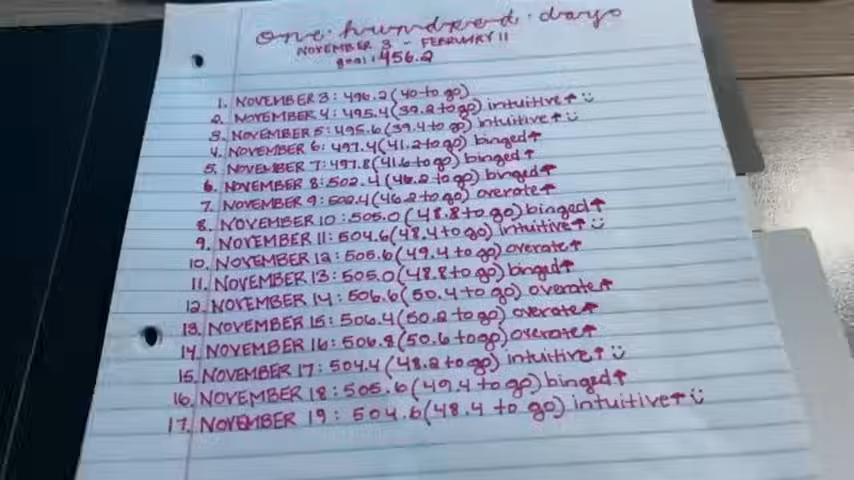 one • hundred • days
NOVEMBER 3 - FEBRUARY 11
goal: 456.2
1. NOVEMBER 3: 496.2 (40 to go)
2. NOVEMBER 4: 495.4 (39.2 to go) intuitive↑ :)
3. NOVEMBER 5: 495.6 (39.4 to go) intuitive↑ :)
4. NOVEMBER 6: 497.4 (41.2 to go) binged↑
5. NOVEMBER 7: 497.8 (41.6 to go) binged↑
6. NOVEMBER 8: 502.4 (46.2 to go) binged↑
7. NOVEMBER 9: 502.4 (46.2 to go) overate↑
8. NOVEMBER 10: 505.0 (48.8 to go) binged↑
9. NOVEMBER 11: 504.6 (48.4 to go) intuitive↑ :)
10. NOVEMBER 12: 505.6 (49.4 to go) overate↑
11. NOVEMBER 13: 505.0 (48.8 to go) binged↑
12. NOVEMBER 14: 506.6 (50.4 to go) overate↑
13. NOVEMBER 15: 506.4 (50.2 to go) overate↑
14. NOVEMBER 16: 506.8 (50.6 to go) overate↑
15. NOVEMBER 17: 504.4 (48.2 to go) intuitive↑ :)
16. NOVEMBER 18: 505.6 (49.4 to go) binged↑
17. NOVEMBER 19: 504.6 (48.4 to go) intuitive↑ :)